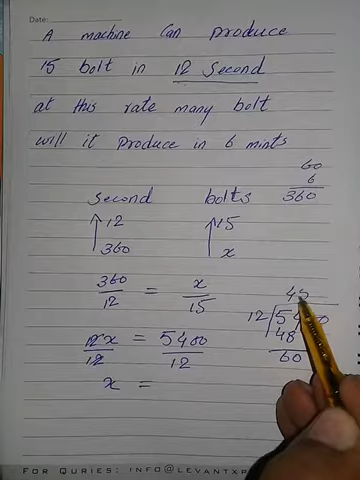 Date:
A machine Can produce
15 bolt in 12 Second
at this rate many bolt
will it produce in 6 mints
60
6
360
second bolts
12 15
360 x
360/12 = x/15
12x/12 = 5400/12
x =
45
12 5400
48
60
FOR QURIES: INFO@LEVANTXP